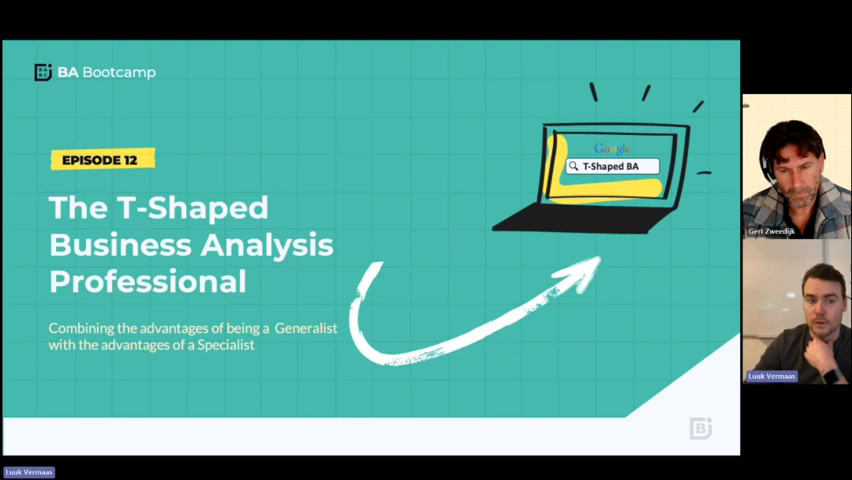 BA Bootcamp
EPISODE 12
The T-Shaped
Business Analysis
Professional
Combining the advantages of being a Generalist
with the advantages of a Specialist
Google
T-Shaped BA
Gert Zweedijk
Luuk Vermaas
Luuk Vermaas